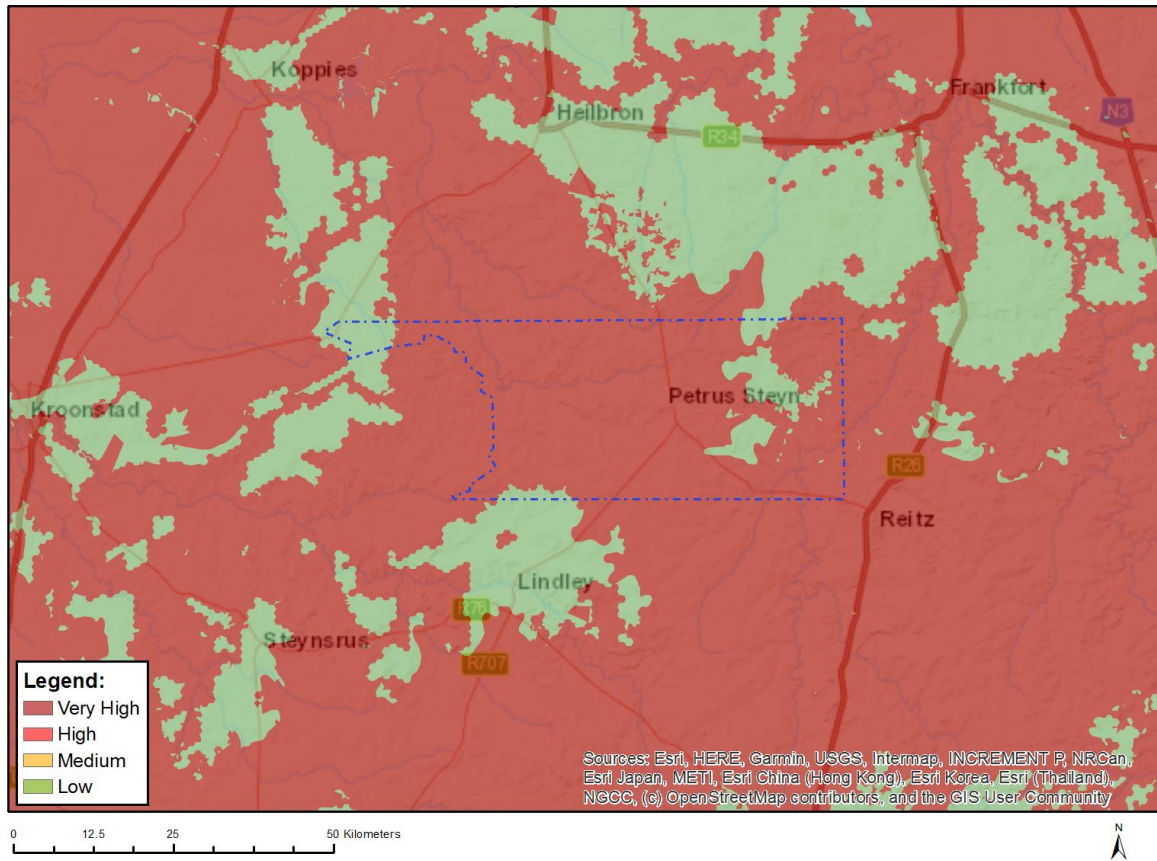 Koppies
Frankfort
Heilbron
N3
R34
Kroonstad
Petrus Steyn
R26
Reitz
Lindley
R76
Steynsrus
R707
Legend:
Very High
High
Medium
Low
Sources: Esri, HERE, Garmin, USGS, Intermap, INCREMENT P, NRCan,
Esri Japan, METI, Esri China (Hong Kong), Esri Korea, Esri (Thailand),
NGCC, (c) OpenStreetMap contributors, and the GIS User Community
0 12.5 25 50 Kilometers
N